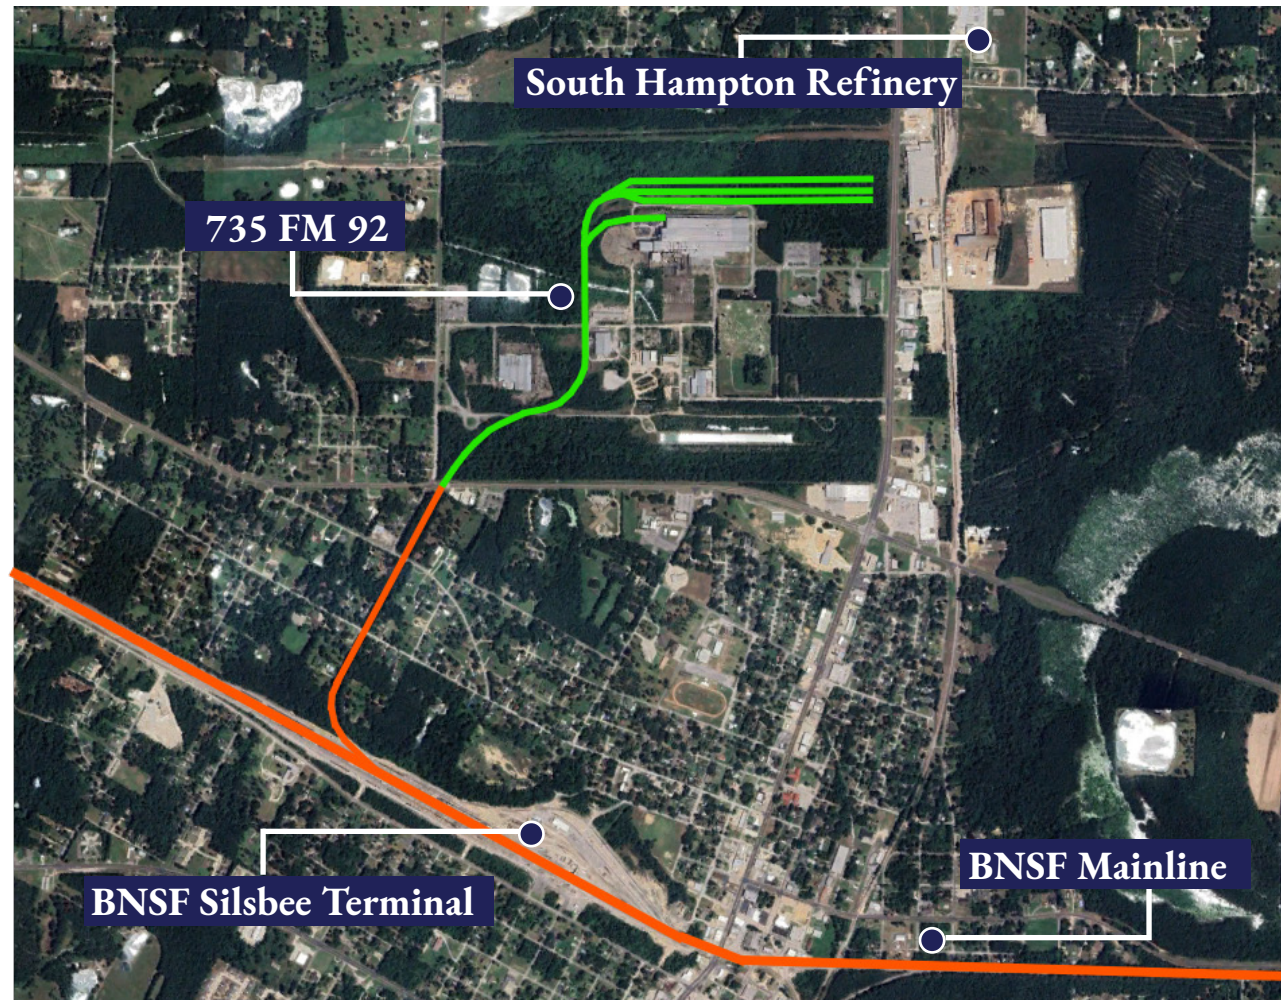 South Hampton Refinery
735 FM 92
BNSF Mainline
BNSF Silsbee Terminal